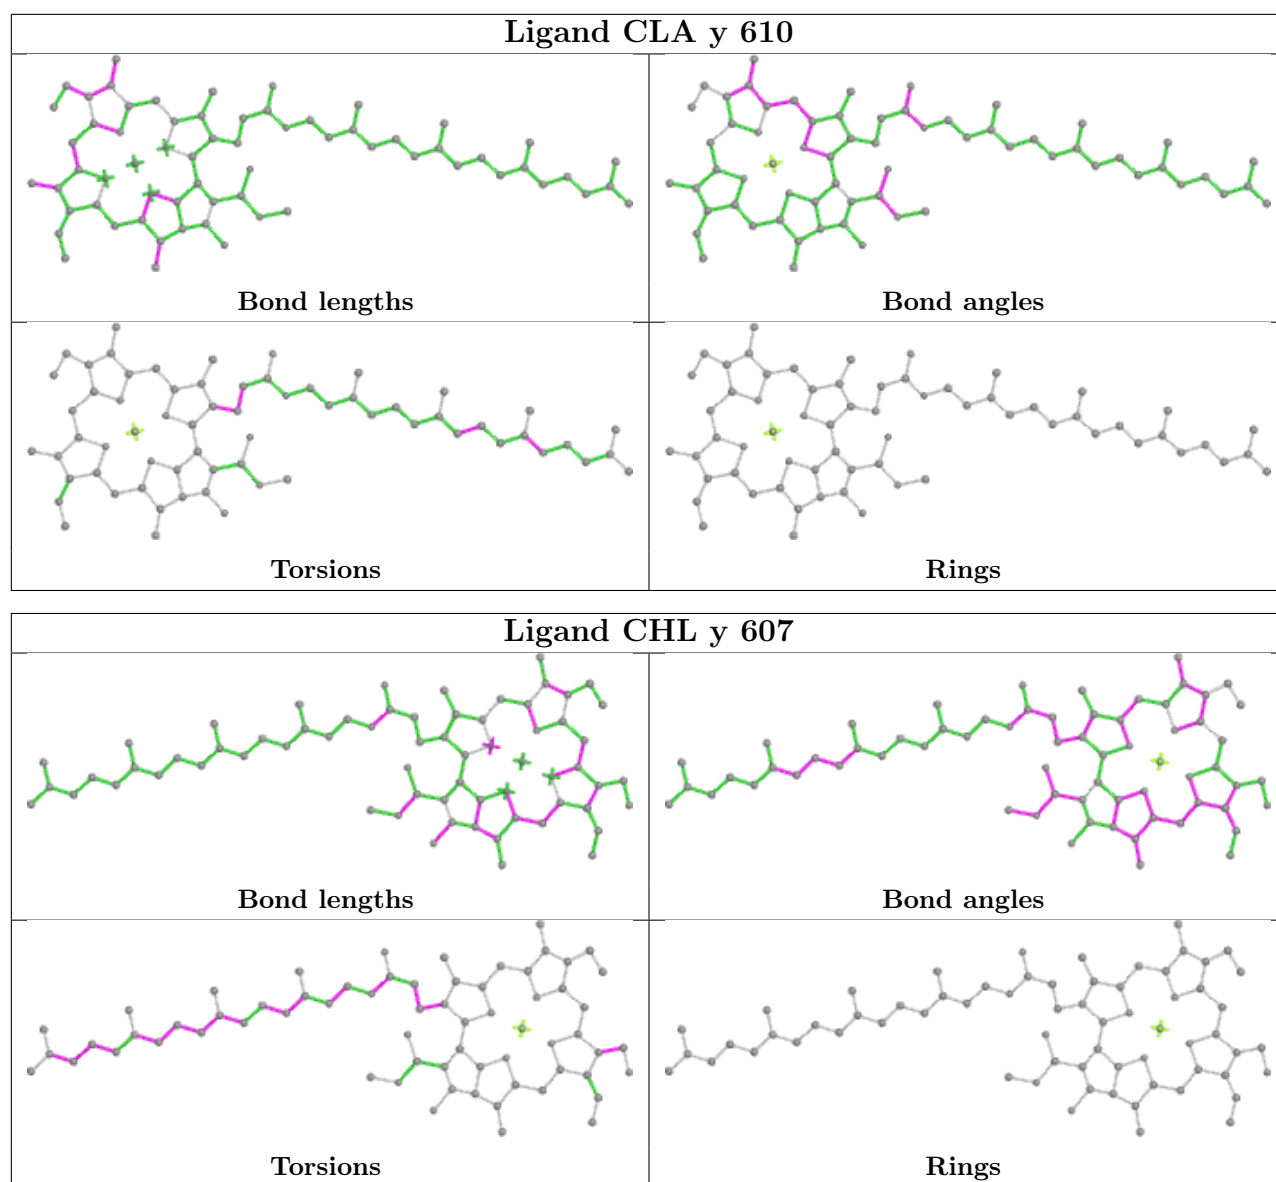 Ligand CLA y 610
Bond lengths
Bond angles
Torsions
Rings
Ligand CHL y 607
Bond lengths
Bond angles
Torsions
Rings